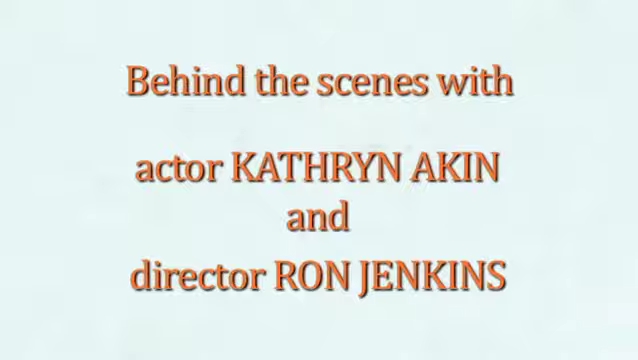 Behind the scenes with
actor KATHRYN AKIN
and
director RON JENKINS